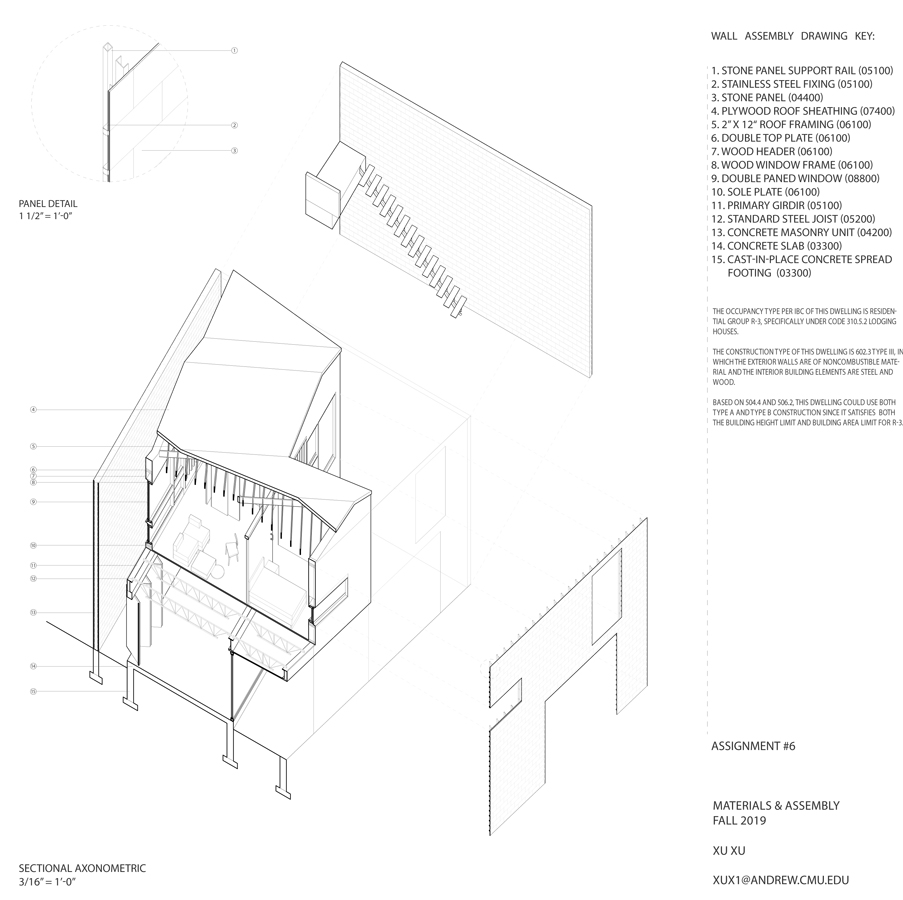 WALL ASSEMBLY DRAWING KEY:
1. STONE PANEL SUPPORT RAIL (05100)
2. STAINLESS STEEL FIXING (05100)
3. STONE PANEL (04400)
4. PLYWOOD ROOF SHEATHING (07400)
5. 2" X 12" ROOF FRAMING (06100)
6. DOUBLE TOP PLATE (06100)
7. WOOD HEADER (06100)
8. WOOD WINDOW FRAME (06100)
9. DOUBLE PANED WINDOW (08800)
10. SOLE PLATE (06100)
11. PRIMARY GIRDIR (05100)
12. STANDARD STEEL JOIST (05200)
13. CONCRETE MASONRY UNIT (04200)
14. CONCRETE SLAB (03300)
15. CAST-IN-PLACE CONCRETE SPREAD
FOOTING (03300)
THE OCCUPANCY TYPE PER IBC OF THIS DWELLING IS RESIDEN-
TIAL GROUP R-3, SPECIFICALLY UNDER CODE 310.5.2 LODGING
HOUSES.
THE CONSTRUCTION TYPE OF THIS DWELLING IS 602.3 TYPE III, IN
WHICH THE EXTERIOR WALLS ARE OF NONCOMBUSTIBLE MATE-
RIAL AND THE INTERIOR BUILDING ELEMENTS ARE STEEL AND
WOOD.
BASED ON 504.4 AND 506.2, THIS DWELLING COULD USE BOTH
TYPE A AND TYPE B CONSTRUCTION SINCE IT SATISFIES BOTH
THE BUILDING HEIGHT LIMIT AND BUILDING AREA LIMIT FOR R-3.
1
2
3
PANEL DETAIL
1 1/2" = 1'-0"
4
5
6
7
8
9
10
11
12
13
14
15
SECTIONAL AXONOMETRIC
3/16" = 1'-0"
ASSIGNMENT #6
MATERIALS & ASSEMBLY
FALL 2019
XU XU
XUX1@ANDREW.CMU.EDU